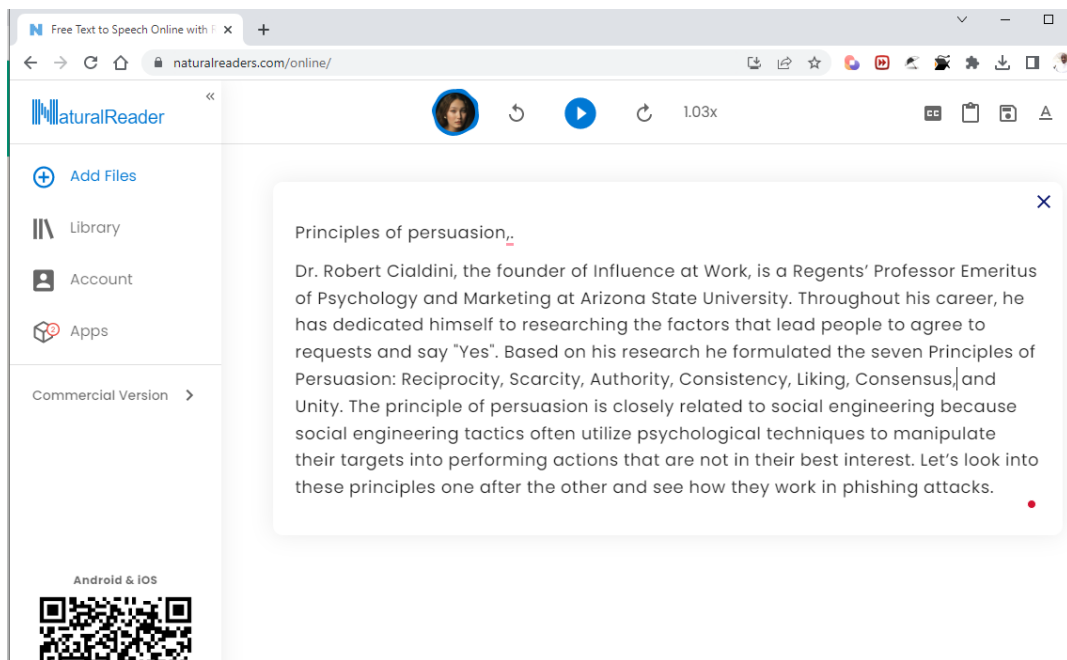 Free Text to Speech Online with F
naturalreaders.com/online/
NaturalReader
1.03x
Add Files
Library
Account
2
Apps
Commercial Version
Android & iOS
Principles of persuasion,.
Dr. Robert Cialdini, the founder of Influence at Work, is a Regents’ Professor Emeritus
of Psychology and Marketing at Arizona State University. Throughout his career, he
has dedicated himself to researching the factors that lead people to agree to
requests and say "Yes". Based on his research he formulated the seven Principles of
Persuasion: Reciprocity, Scarcity, Authority, Consistency, Liking, Consensus, and
Unity. The principle of persuasion is closely related to social engineering because
social engineering tactics often utilize psychological techniques to manipulate
their targets into performing actions that are not in their best interest. Let’s look into
these principles one after the other and see how they work in phishing attacks.